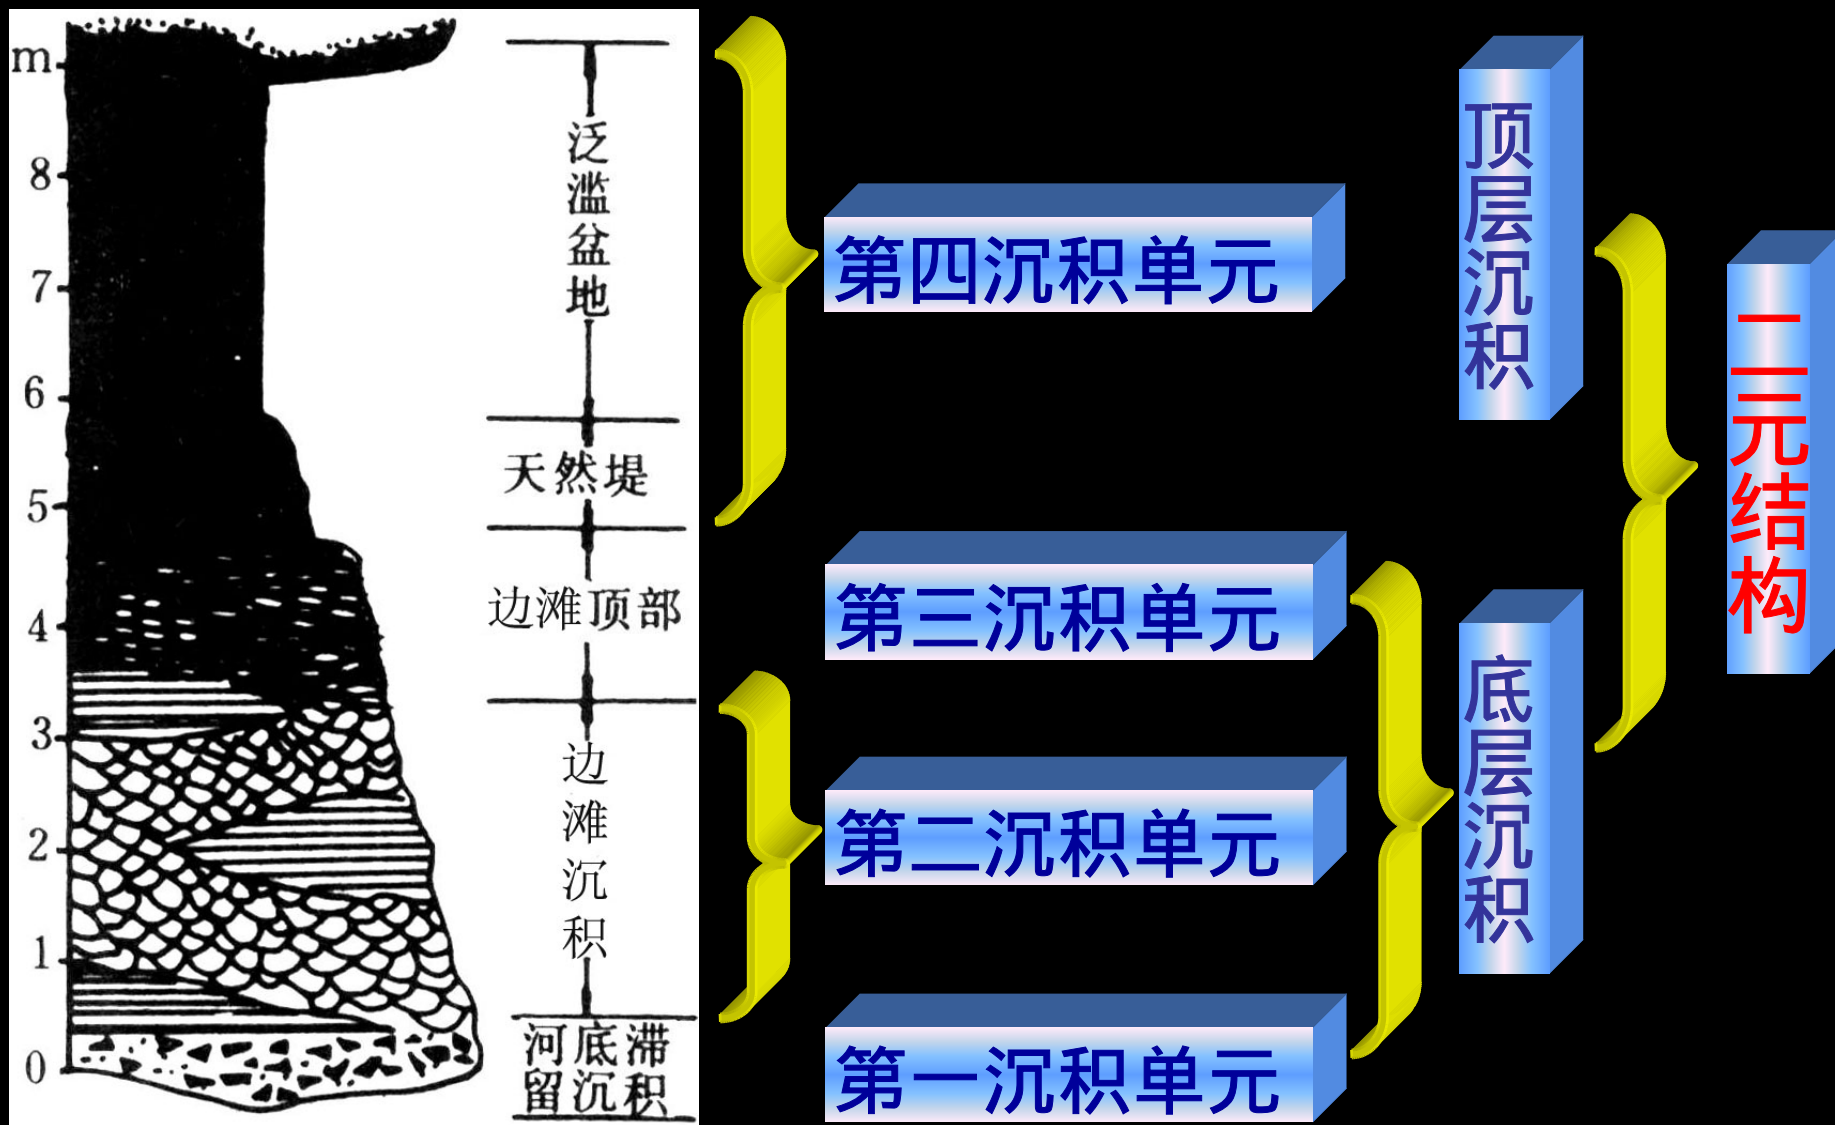 m
8
7
6
5
4
3
2
1
0
泛滥盆地
天然堤
边滩顶部
边滩沉积
河底滞
留沉积
第四沉积单元
第三沉积单元
第二沉积单元
第一沉积单元
顶层沉积
底层沉积
二元结构